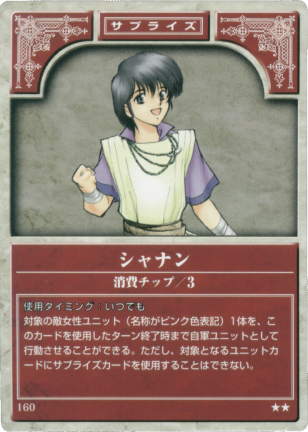 サプライズ
シャナン
消費チップ/3
使用タイミング:いつでも
対象の敵女性ユニット(名称がピンク色表記)1体を、こ
のカードを使用したターン終了時まで自軍ユニットとして
行動させることができる。ただし、対象となるユニットカー
ドにサプライズカードを使用することはできない。
160
★★